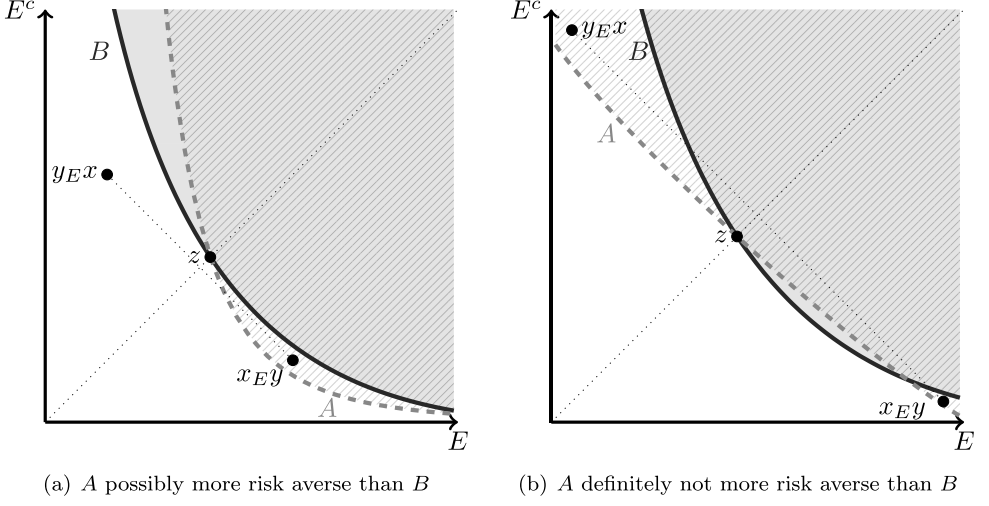 E^c
B
y_E x
z
x_E y
A
E
(a) A possibly more risk averse than B
E^c
y_E x
B
A
z
x_E y
E
(b) A definitely not more risk averse than B